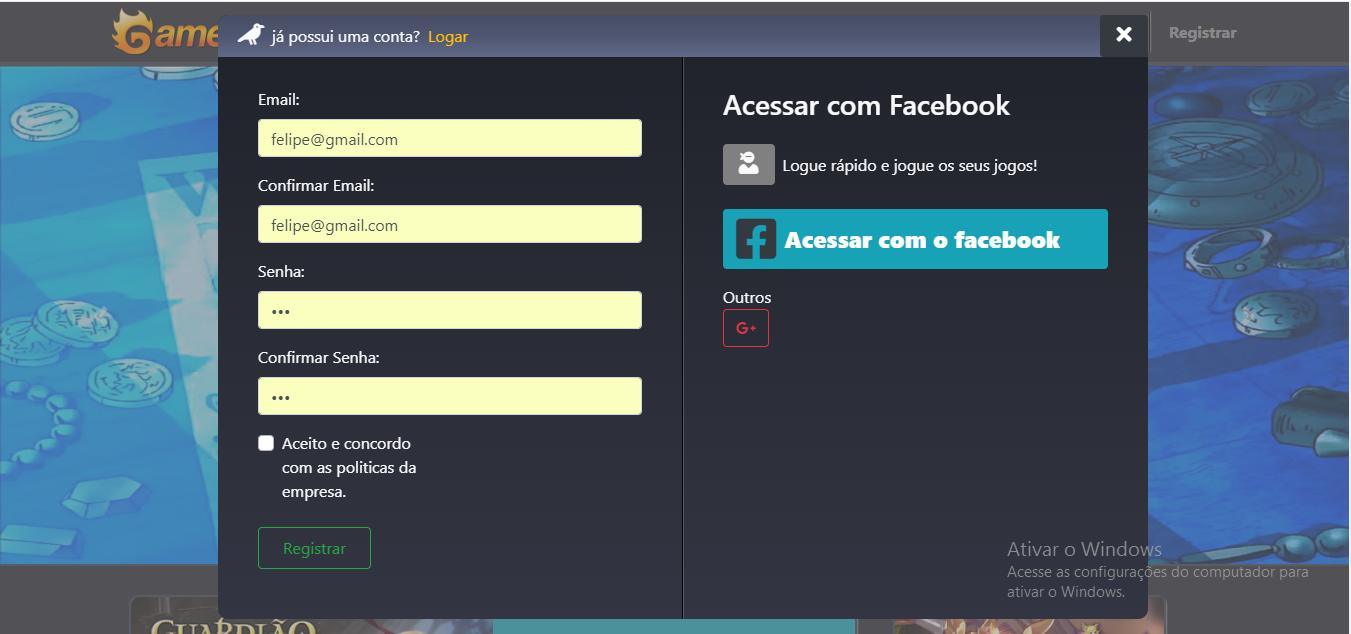 Game
já possui uma conta? Logar
Registrar
Email:
felipe@gmail.com
Confirmar Email:
felipe@gmail.com
Senha:
•••
Confirmar Senha:
•••
Aceito e concordo
com as politicas da
empresa.
Registrar
Acessar com Facebook
Logue rápido e jogue os seus jogos!
Acessar com o facebook
Outros
G+
Ativar o Windows
Acesse as configurações do computador para
ativar o Windows.
GUARDIÃO